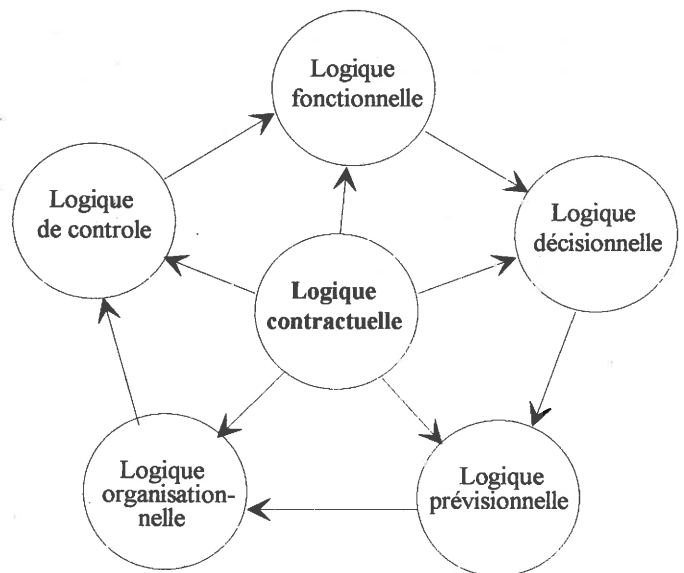 Logique
fonctionnelle
Logique
de controle
Logique
décisionnelle
Logique
contractuelle
Logique
organisation-
nelle
Logique
prévisionnelle